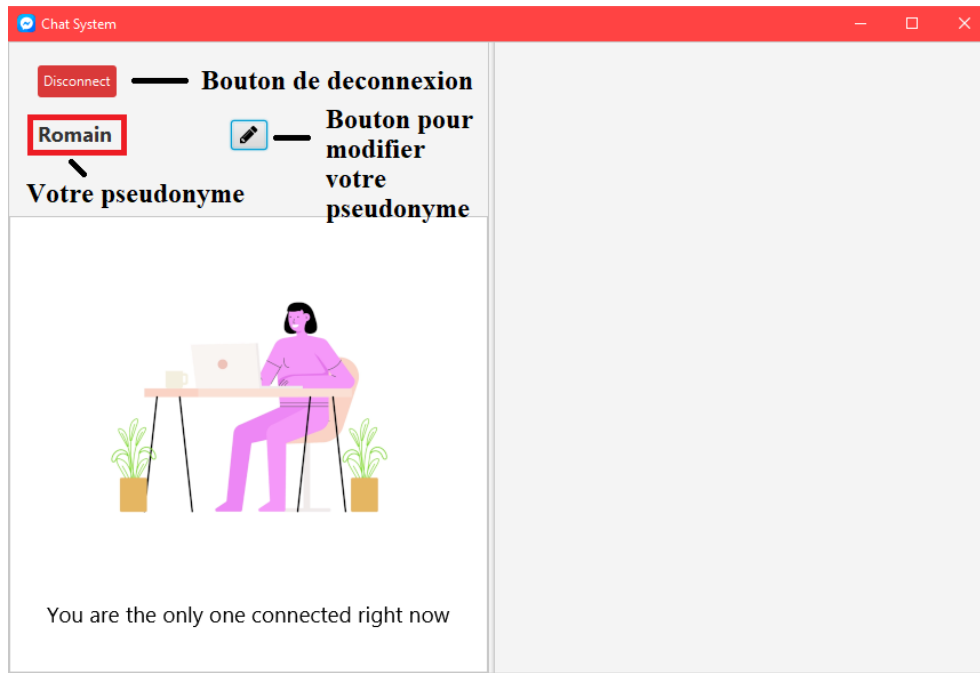 Chat System
Disconnect
Bouton de deconnexion
Romain
Bouton pour
modifier
votre
pseudonyme
Votre pseudonyme
You are the only one connected right now